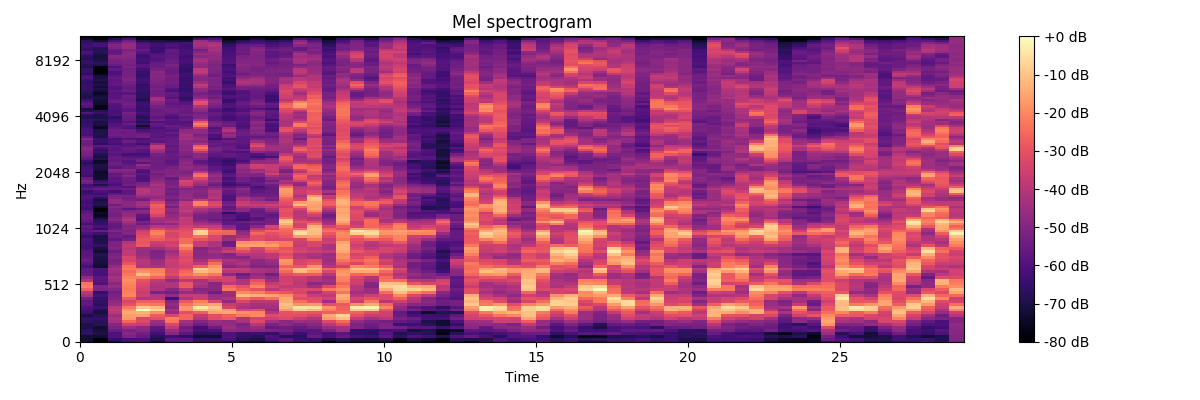 Mel spectrogram
8192
4096
2048
1024
512
0
Hz
0
5
10
15
20
25
Time
+0 dB
-10 dB
-20 dB
-30 dB
-40 dB
-50 dB
-60 dB
-70 dB
-80 dB